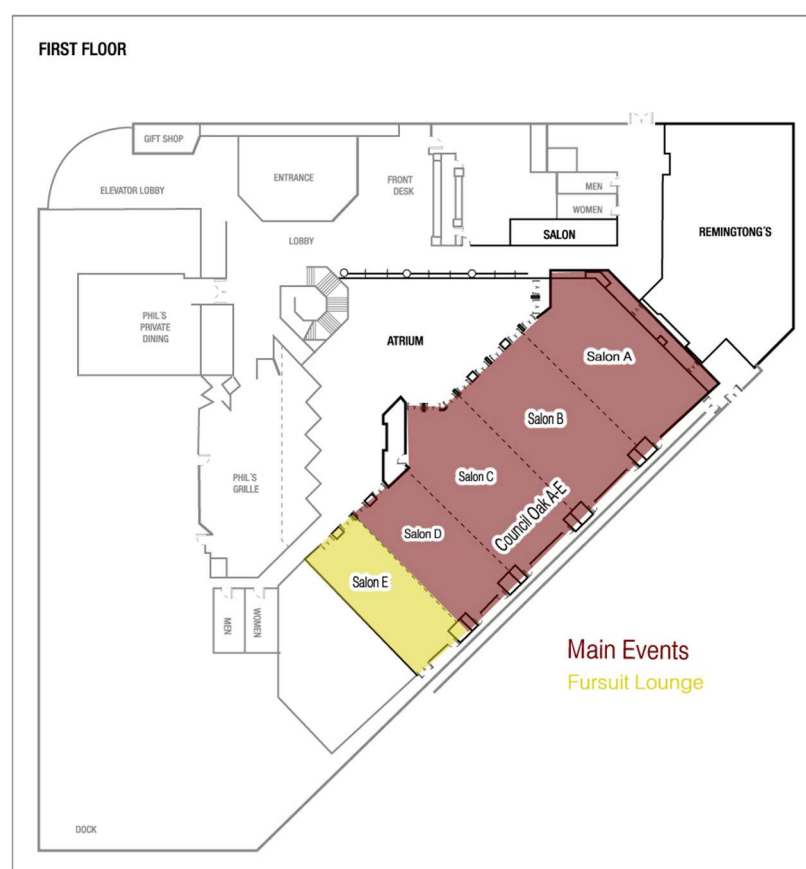 FIRST FLOOR
GIFT SHOP
ELEVATOR LOBBY
ENTRANCE
FRONT
DESK
MEN
WOMEN
SALON
REMINGTONG'S
LOBBY
PHIL'S
PRIVATE
DINING
ATRIUM
Salon A
Salon B
Salon C
Council Oak A-E
PHIL'S
GRILLE
Salon D
Salon E
MEN
WOMEN
Main Events
Fursuit Lounge
DOCK